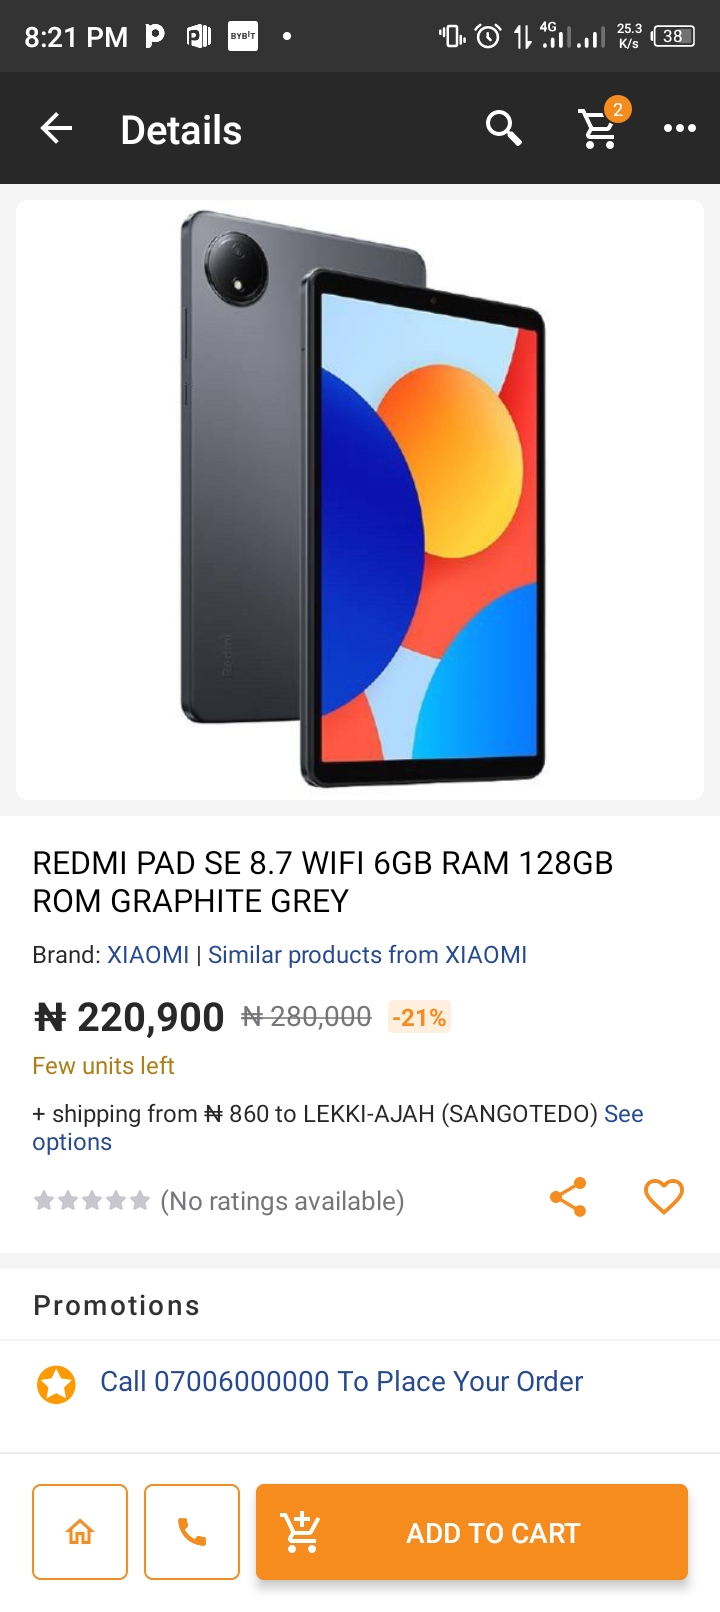 8:21 PM
BYBIT
4G
25.3
K/s
38
Details
2
Redmi
REDMI PAD SE 8.7 WIFI 6GB RAM 128GB
ROM GRAPHITE GREY
Brand: XIAOMI | Similar products from XIAOMI
₦ 220,900 ₦ 280,000 -21%
Few units left
+ shipping from ₦ 860 to LEKKI-AJAH (SANGOTEDO) See
options
(No ratings available)
Promotions
Call 07006000000 To Place Your Order
ADD TO CART